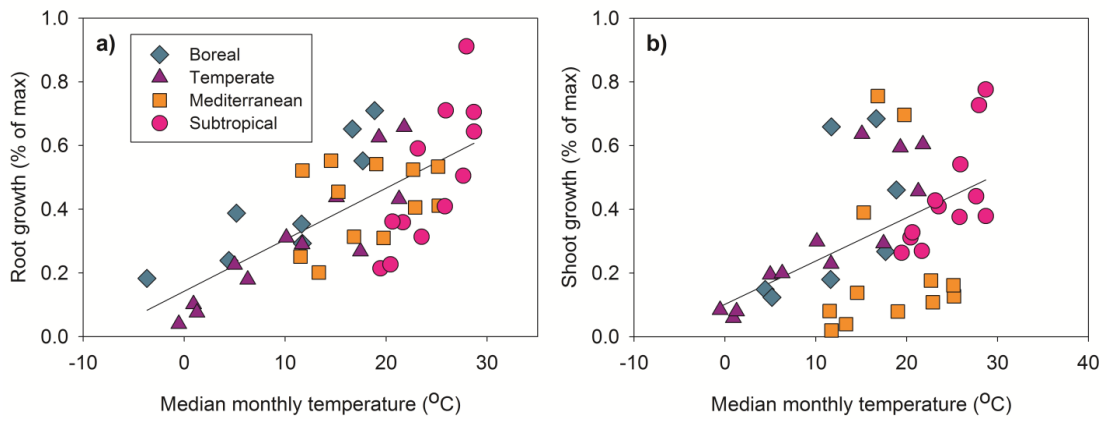 a)
Boreal
Temperate
Mediterranean
Subtropical
Root growth (% of max)
1.0
0.8
0.6
0.4
0.2
0.0
-10 0 10 20 30
Median monthly temperature (⁰C)
b)
Shoot growth (% of max)
1.0
0.8
0.6
0.4
0.2
0.0
-10 0 10 20 30 40
Median monthly temperature (⁰C)